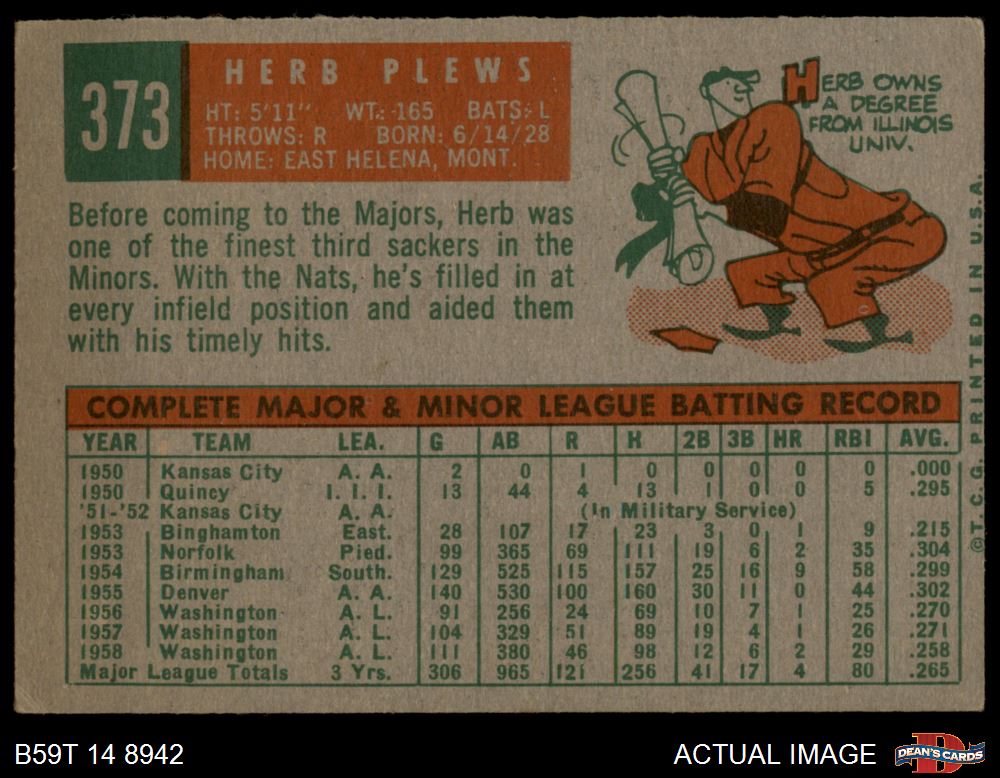 373
HERB PLEWS
HT: 5'11" WT: 165 BATS: L
THROWS: R BORN: 6/14/28
HOME: EAST HELENA, MONT.
HERB OWNS
A DEGREE
FROM ILLINOIS
UNIV.
Before coming to the Majors, Herb was
one of the finest third sackers in the
Minors. With the Nats, he's filled in at
every infield position and aided them
with his timely hits.
COMPLETE MAJOR & MINOR LEAGUE BATTING RECORD
YEAR TEAM LEA. G AB R H 2B 3B HR RBI AVG.
1950 Kansas City A. A. 2 0 1 0 0 0 0 0 .000
1950 Quincy I. I. I. 13 44 4 13 1 0 0 5 .295
'51-'52 Kansas City A. A. (In Military Service)
1953 Binghamton East. 28 107 17 23 3 0 1 9 .215
1953 Norfolk Pied. 99 365 69 111 19 6 2 35 .304
1954 Birmingham South. 129 525 115 157 25 16 9 58 .299
1955 Denver A. A. 140 530 100 160 30 11 0 44 .302
1956 Washington A. L. 91 256 24 69 10 7 1 25 .270
1957 Washington A. L. 104 329 51 89 19 4 1 26 .271
1958 Washington A. L. 111 380 46 98 12 6 2 29 .258
Major League Totals 3 Yrs. 306 965 121 256 41 17 4 80 .265
©T.C.G. PRINTED IN U.S.A.
B59T 14 8942
ACTUAL IMAGE
D
DEAN'S CARDS